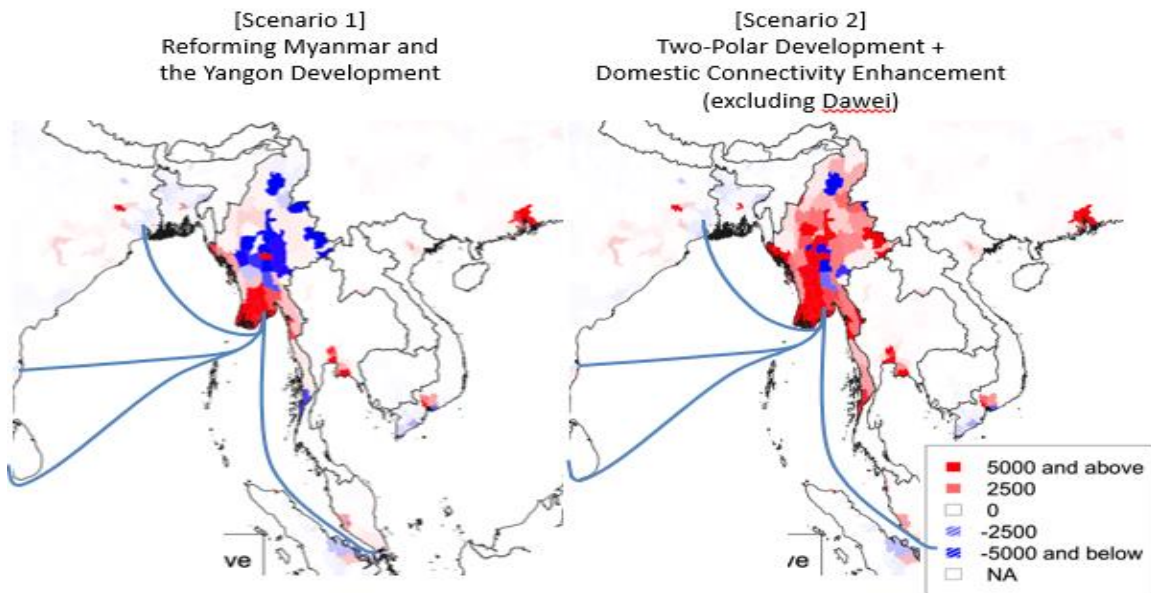 [Scenario 1]
Reforming Myanmar and
the Yangon Development
[Scenario 2]
Two-Polar Development +
Domestic Connectivity Enhancement
(excluding Dawei)
ve
/e
5000 and above
2500
0
-2500
-5000 and below
NA